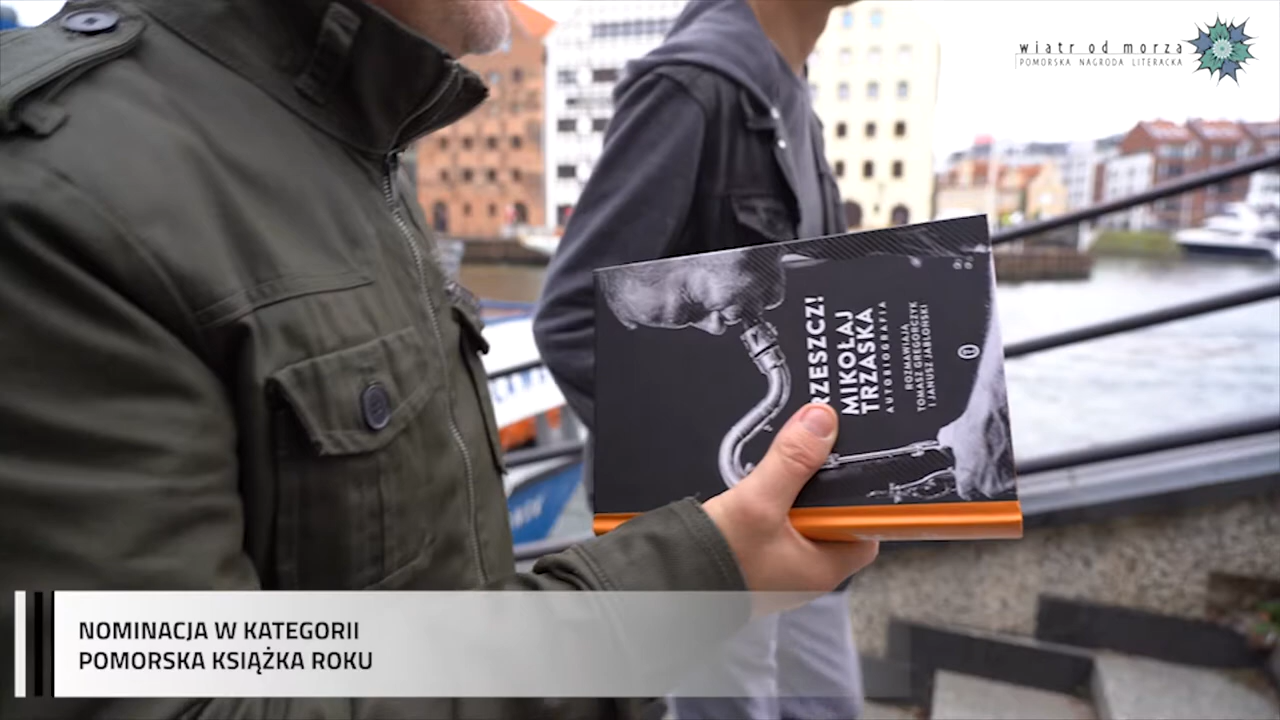 wiatr od morza
POMORSKA NAGRODA LITERACKA
RZESZCZ!
MIKOŁAJ
TRZASKA
AUTOBIOGRAFIA
ROZMAWIAJĄ
TOMASZ GREGORCZYK
I JANUSZ JABŁOŃSKI
NOMINACJA W KATEGORII
POMORSKA KSIĄŻKA ROKU